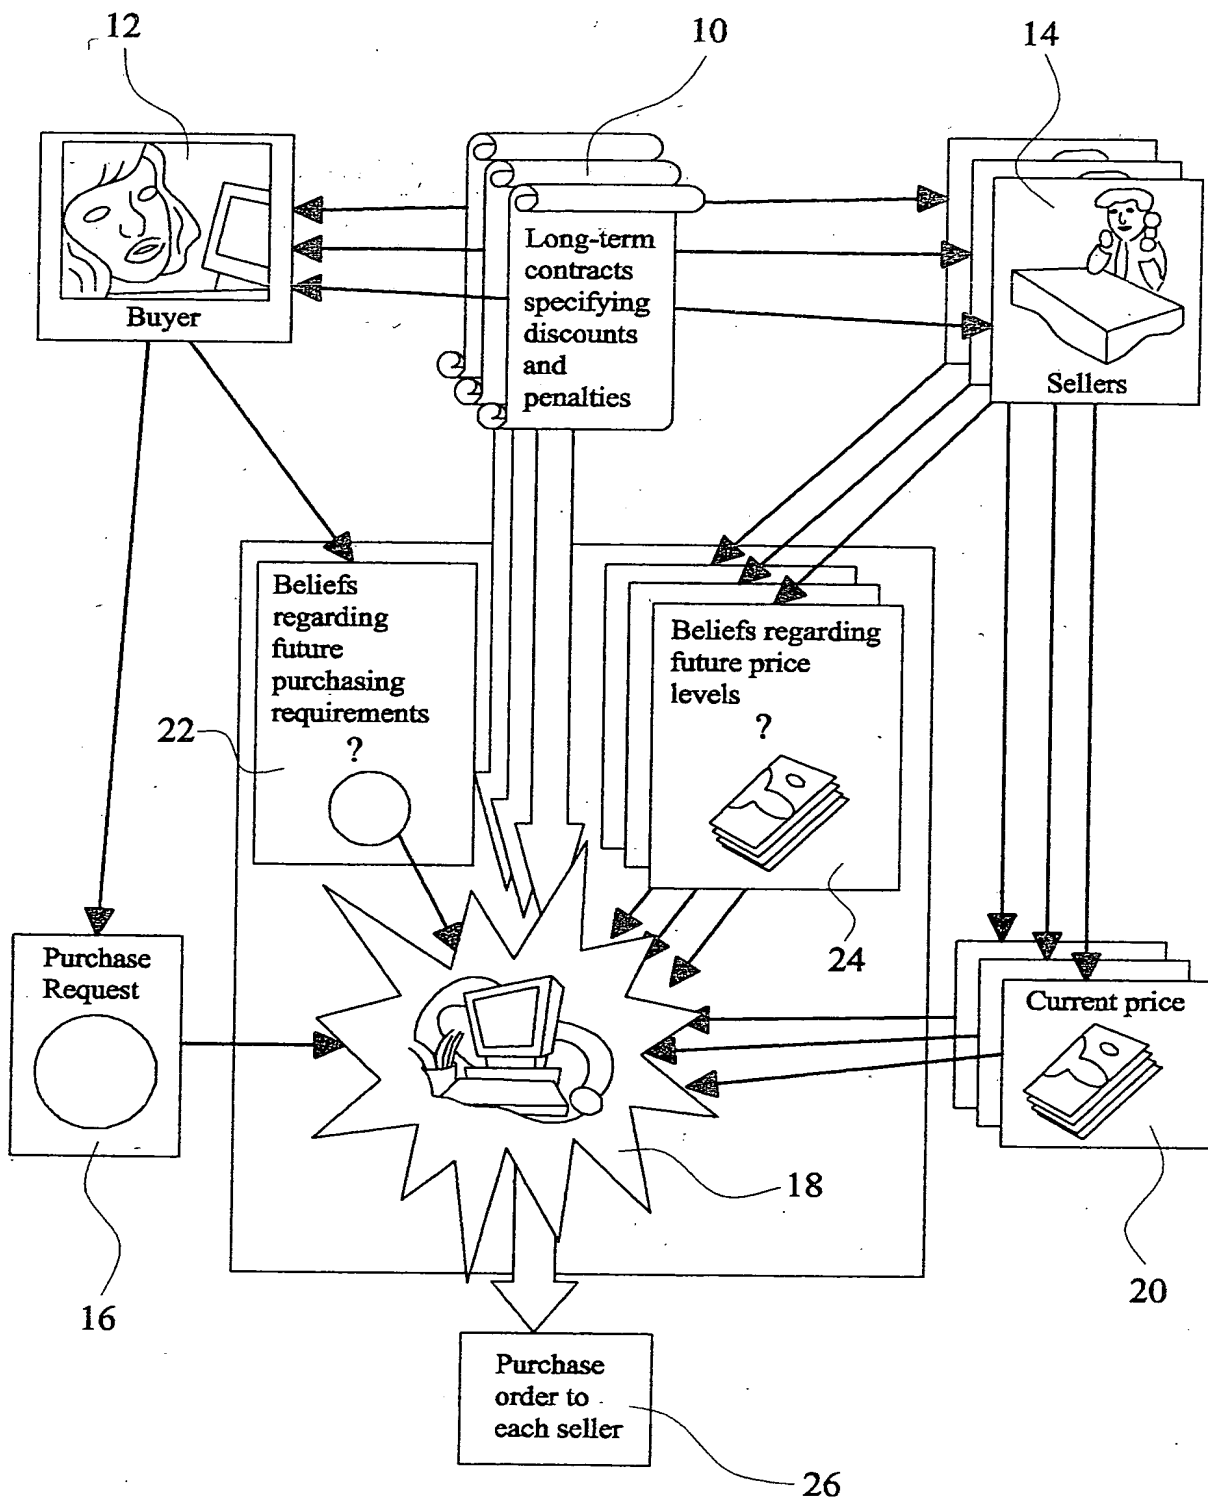 12
10
14
Long-term
contracts
specifying
discounts
and
penalties
Buyer
Sellers
Beliefs
regarding
future
purchasing
requirements
?
22
Beliefs regarding
future price
levels
?
24
Purchase
Request
Current price
18
16
20
Purchase
order to
each seller
26